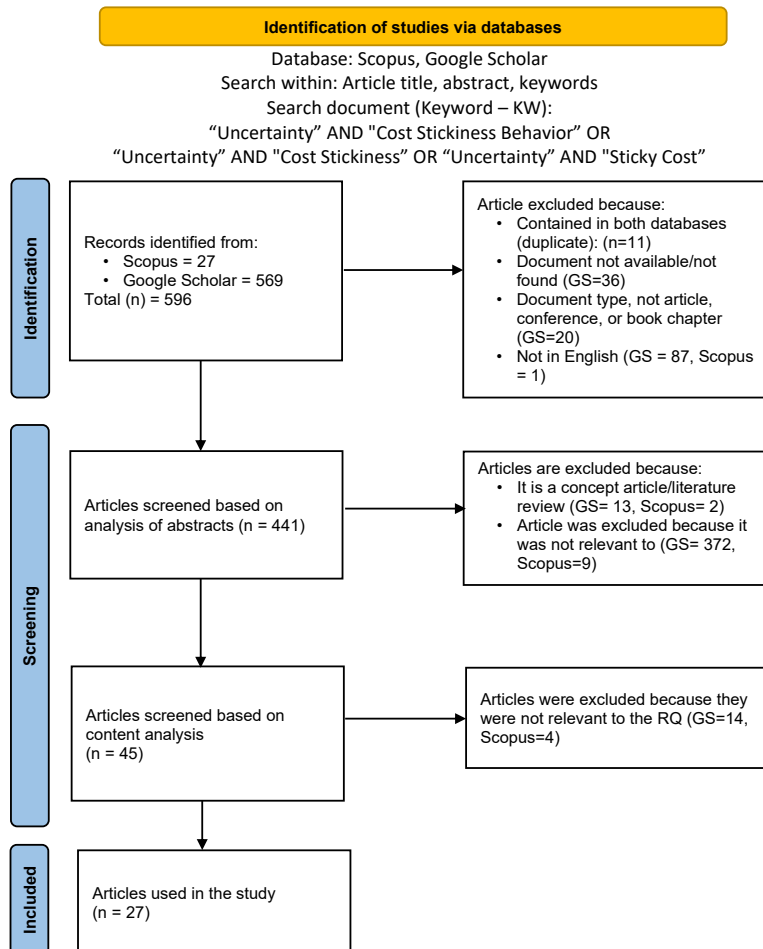 Identification of studies via databases
Database: Scopus, Google Scholar
Search within: Article title, abstract, keywords
Search document (Keyword – KW):
“Uncertainty” AND "Cost Stickiness Behavior” OR
“Uncertainty” AND "Cost Stickiness” OR “Uncertainty” AND "Sticky Cost”
Identification
Records identified from:
• Scopus = 27
• Google Scholar = 569
Total (n) = 596
Article excluded because:
• Contained in both databases
(duplicate): (n=11)
• Document not available/not
found (GS=36)
• Document type, not article,
conference, or book chapter
(GS=20)
• Not in English (GS = 87, Scopus
= 1)
Screening
Articles screened based on
analysis of abstracts (n = 441)
Articles are excluded because:
• It is a concept article/literature
review (GS= 13, Scopus= 2)
• Article was excluded because it
was not relevant to (GS= 372,
Scopus=9)
Articles screened based on
content analysis
(n = 45)
Articles were excluded because they
were not relevant to the RQ (GS=14,
Scopus=4)
Included
Articles used in the study
(n = 27)